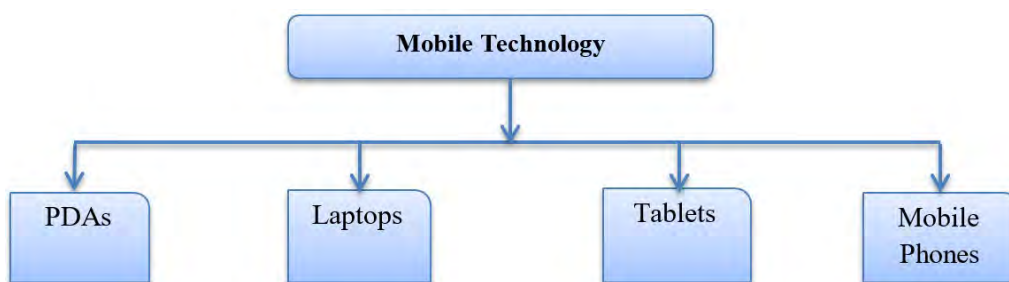 Mobile Technology
PDAs
Laptops
Tablets
Mobile
Phones